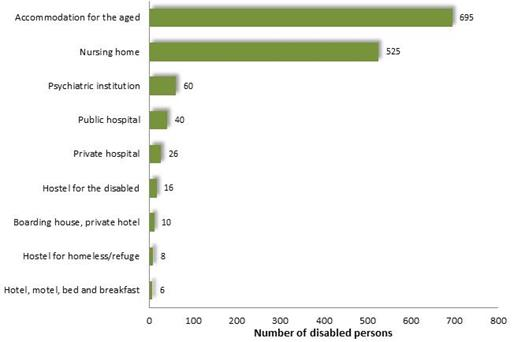 Accommodation for the aged 695
Nursing home 525
Psychiatric institution 60
Public hospital 40
Private hospital 26
Hostel for the disabled 16
Boarding house, private hotel 10
Hostel for homeless/refuge 8
Hotel, motel, bed and breakfast 6
0 100 200 300 400 500 600 700 800
Number of disabled persons